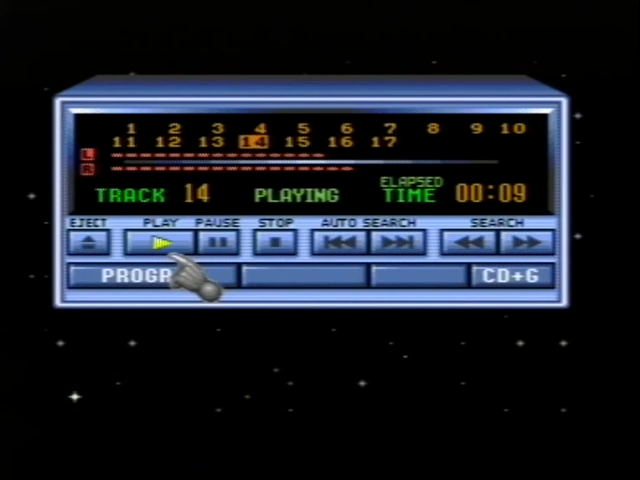 1 2 3 4 5 6 7 8 9 10
11 12 13 14 15 16 17
L
R
TRACK 14 PLAYING ELAPSED TIME 00:09
EJECT PLAY PAUSE STOP AUTO SEARCH SEARCH
PROGR CD+G